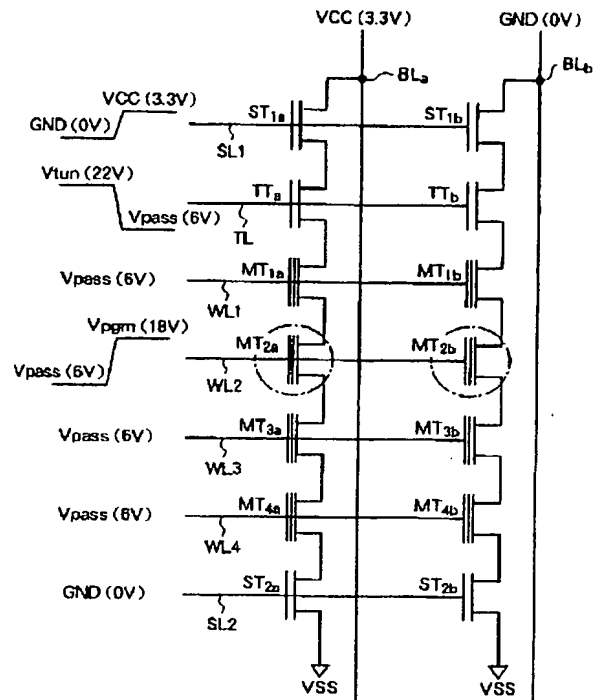 VCC (3.3V) GND (0V)
BLa BLb
VCC (3.3V)
GND (0V)
ST1a ST1b
SL1
Vtun (22V)
Vpass (6V)
TTa TTb
TL
Vpass (6V)
MT1a MT1b
WL1
Vpgm (18V)
Vpass (6V)
MT2a MT2b
WL2
Vpass (6V)
MT3a MT3b
WL3
Vpass (6V)
MT4a MT4b
WL4
GND (0V)
ST2a ST2b
SL2
VSS VSS